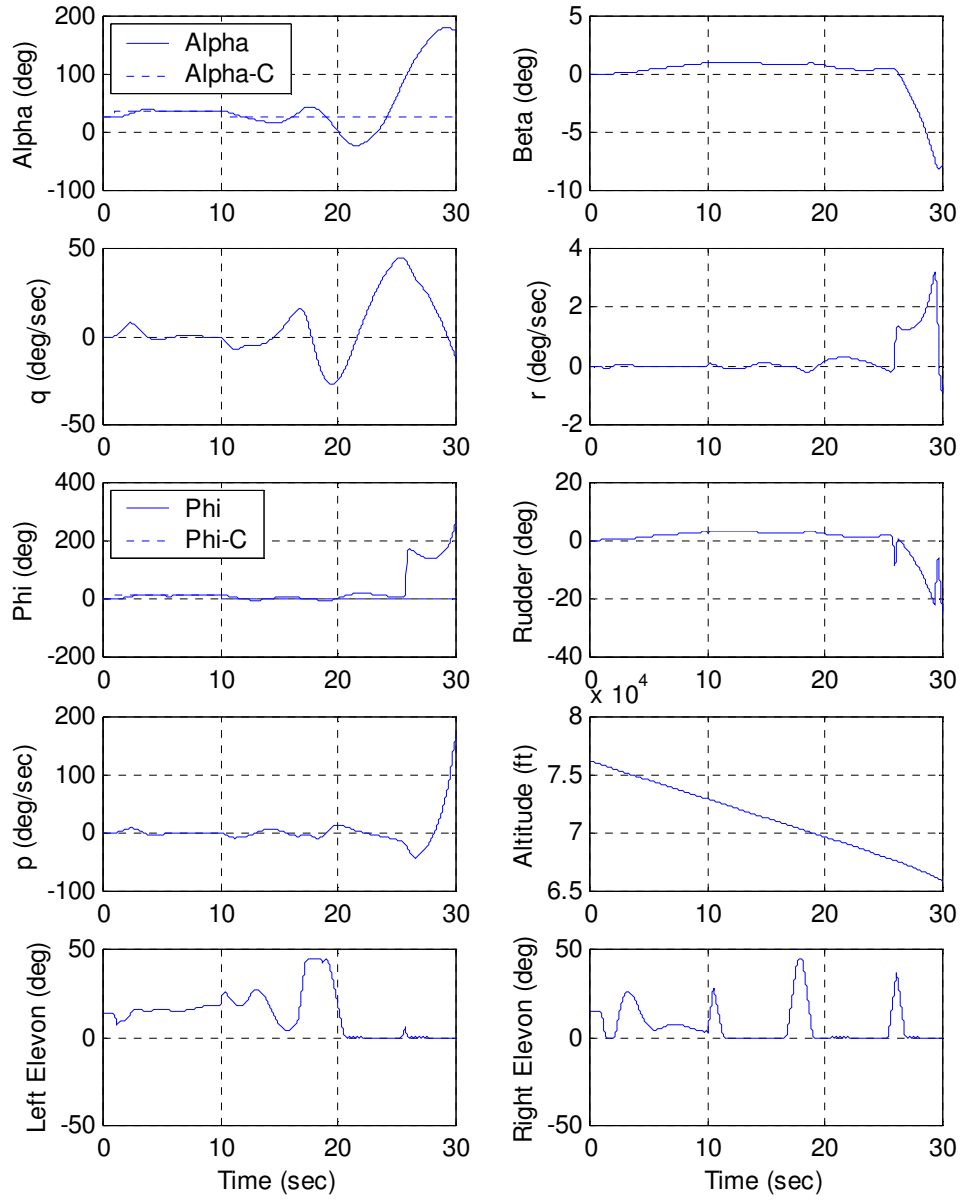 Alpha (deg)
200
100
0
-100
Alpha
Alpha-C
0 10 20 30
Beta (deg)
5
0
-5
-10
0 10 20 30
q (deg/sec)
50
0
-50
0 10 20 30
r (deg/sec)
4
2
0
-2
0 10 20 30
Phi (deg)
400
200
0
-200
Phi
Phi-C
0 10 20 30
Rudder (deg)
20
0
-20
-40
0 10 20 30
p (deg/sec)
200
100
0
-100
0 10 20 30
x 10^4
Altitude (ft)
8
7.5
7
6.5
0 10 20 30
Left Elevon (deg)
50
0
-50
0 10 20 30
Time (sec)
Right Elevon (deg)
50
0
-50
0 10 20 30
Time (sec)